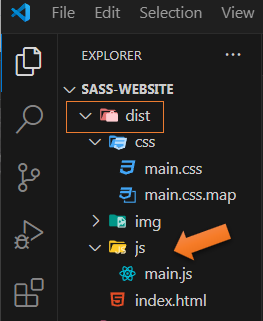 File Edit Selection
EXPLORER
SASS-WEBSITE
dist
css
main.css
main.css.map
img
js
main.js
index.html